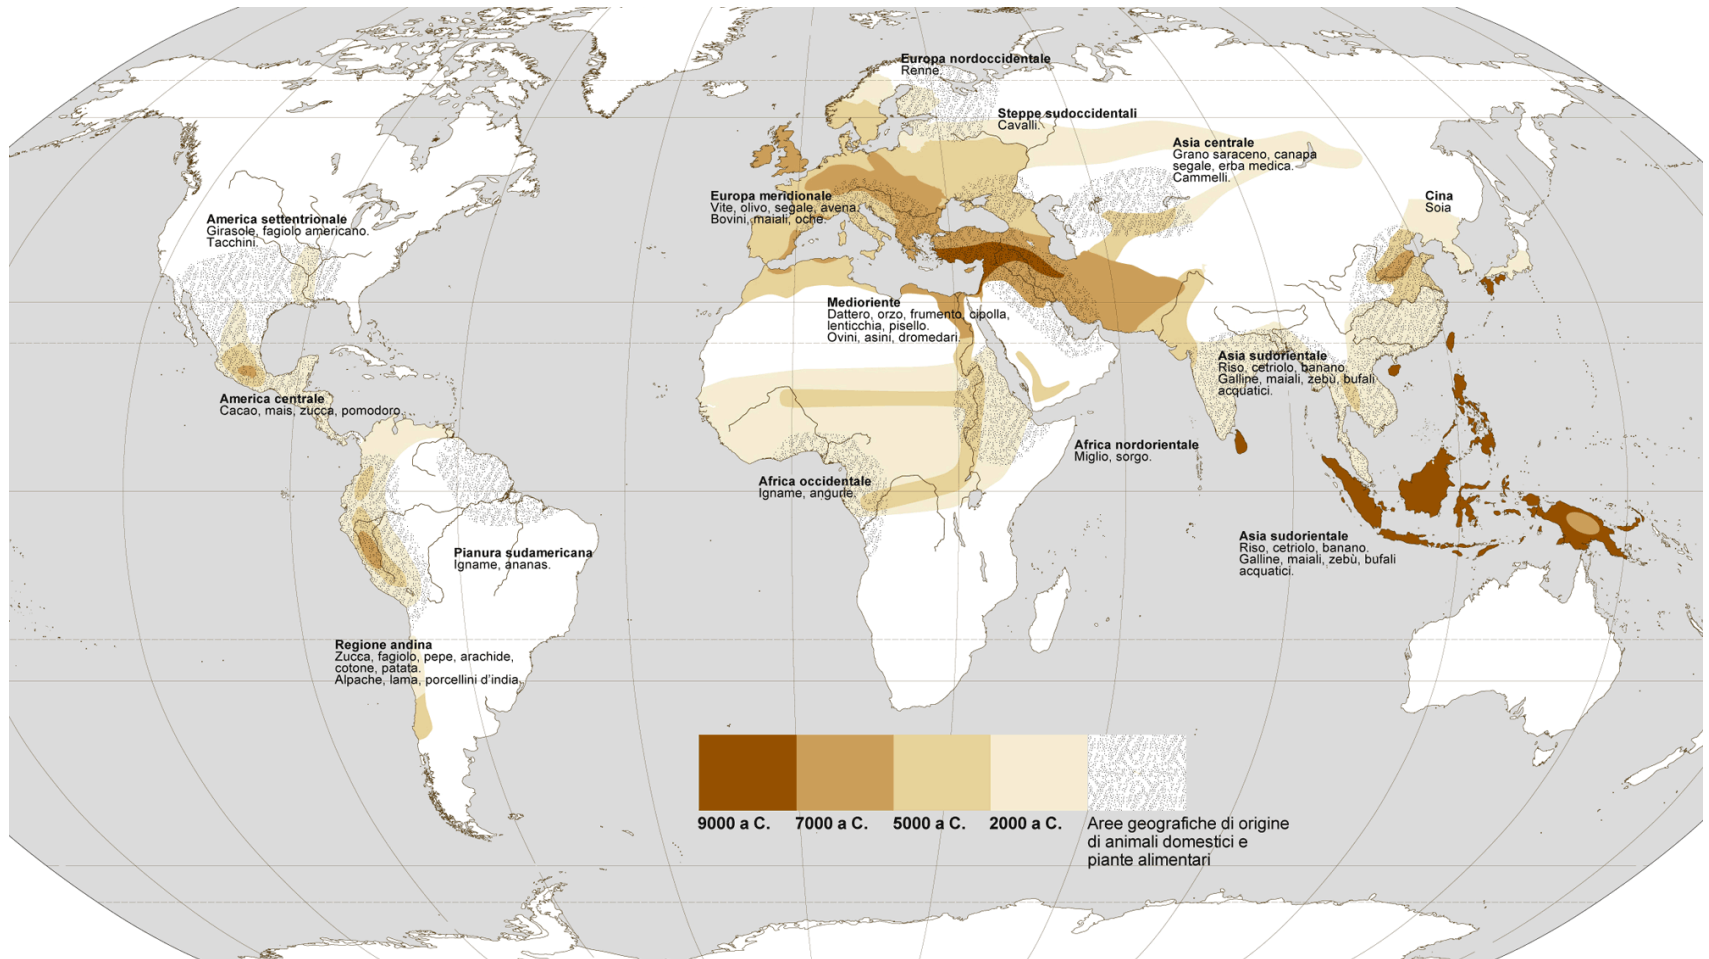 Europa nordoccidentale
Renne.
Steppe sudoccidentali
Cavalli.
Asia centrale
Grano saraceno, canapa
segale, erba medica.
Cammelli.
Cina
Soia
Europa meridionale
Vite, olivo, segale, avena.
Bovini, maiali, oche.
America settentrionale
Girasole, fagiolo americano.
Tacchini.
Medioriente
Dattero, orzo, frumento, cipolla,
lenticchia, pisello.
Ovini, asini, dromedari.
Asia sudorientale
Riso, cetriolo, banano.
Galline, maiali, zebù, bufali
acquatici.
America centrale
Cacao, mais, zucca, pomodoro.
Africa nordorientale
Miglio, sorgo.
Africa occidentale
Igname, angurie.
Asia sudorientale
Riso, cetriolo, banano.
Galline, maiali, zebù, bufali
acquatici.
Pianura sudamericana
Igname, ananas.
Regione andina
Zucca, fagiolo, pepe, arachide,
cotone, patata.
Alpache, lama, porcellini d'india.
9000 a C. 7000 a C. 5000 a C. 2000 a C. Aree geografiche di origine
di animali domestici e
piante alimentari